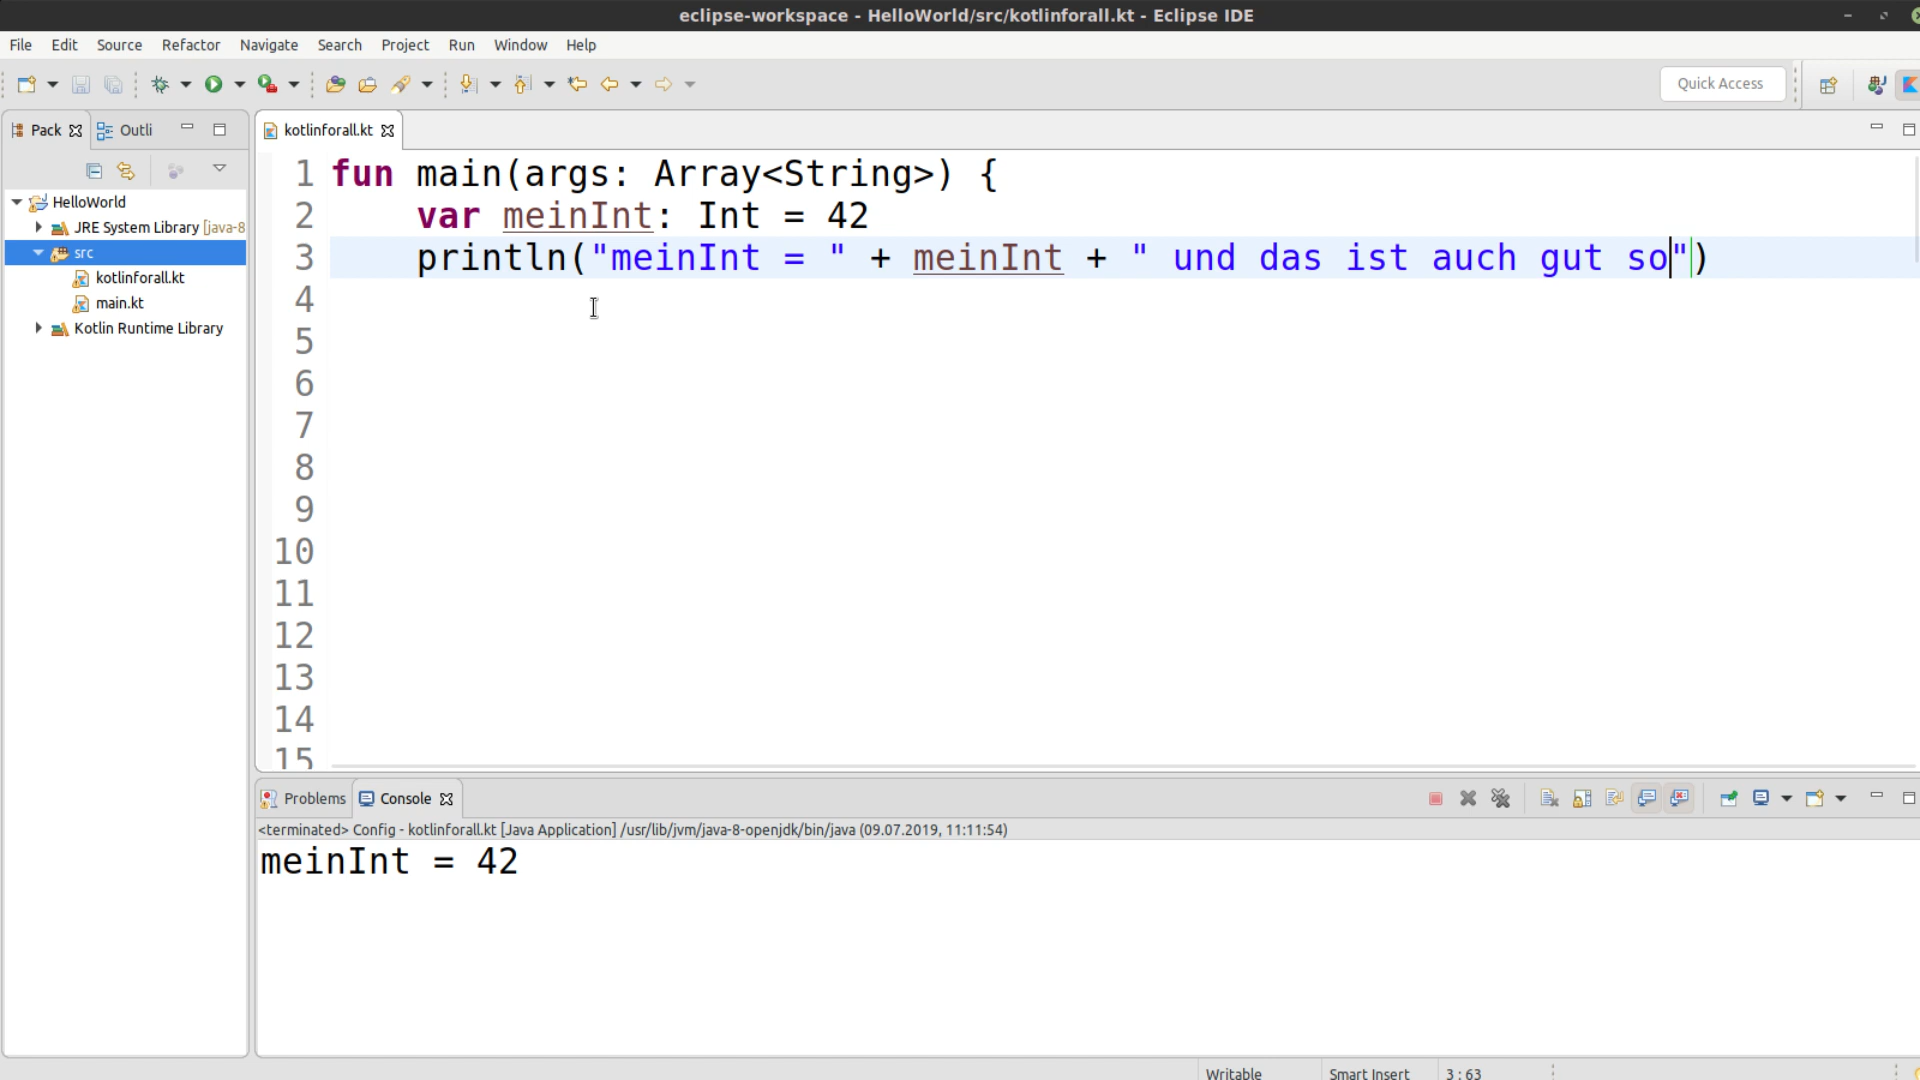 eclipse-workspace - HelloWorld/src/kotlinforall.kt - Eclipse IDE
File Edit Source Refactor Navigate Search Project Run Window Help
Quick Access
Pack Outli
kotlinforall.kt
HelloWorld
JRE System Library [java-8
src
kotlinforall.kt
main.kt
Kotlin Runtime Library
1 fun main(args: Array<String>) {
2 var meinInt: Int = 42
3 println("meinInt = " + meinInt + " und das ist auch gut so")
4
5
6
7
8
9
10
11
12
13
14
15
Problems Console
<terminated> Config - kotlinforall.kt [Java Application] /usr/lib/jvm/java-8-openjdk/bin/java (09.07.2019, 11:11:54)
meinInt = 42
Writable Smart Insert 3 : 63